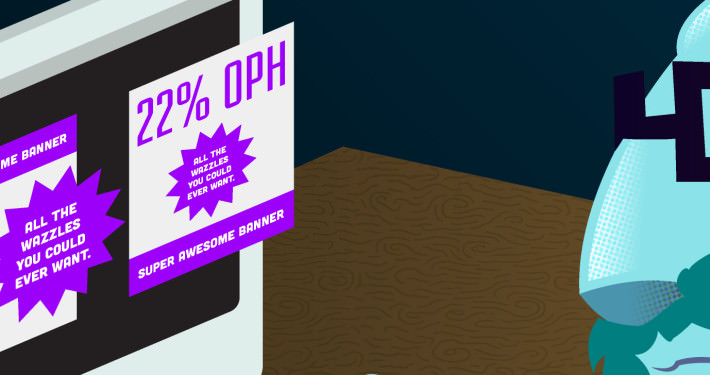 ME BANNER
ALL THE
WAZZLES
YOU COULD
EVER WANT.
22% OPH
ALL THE
WAZZLES
YOU COULD
EVER WANT.
SUPER AWESOME BANNER